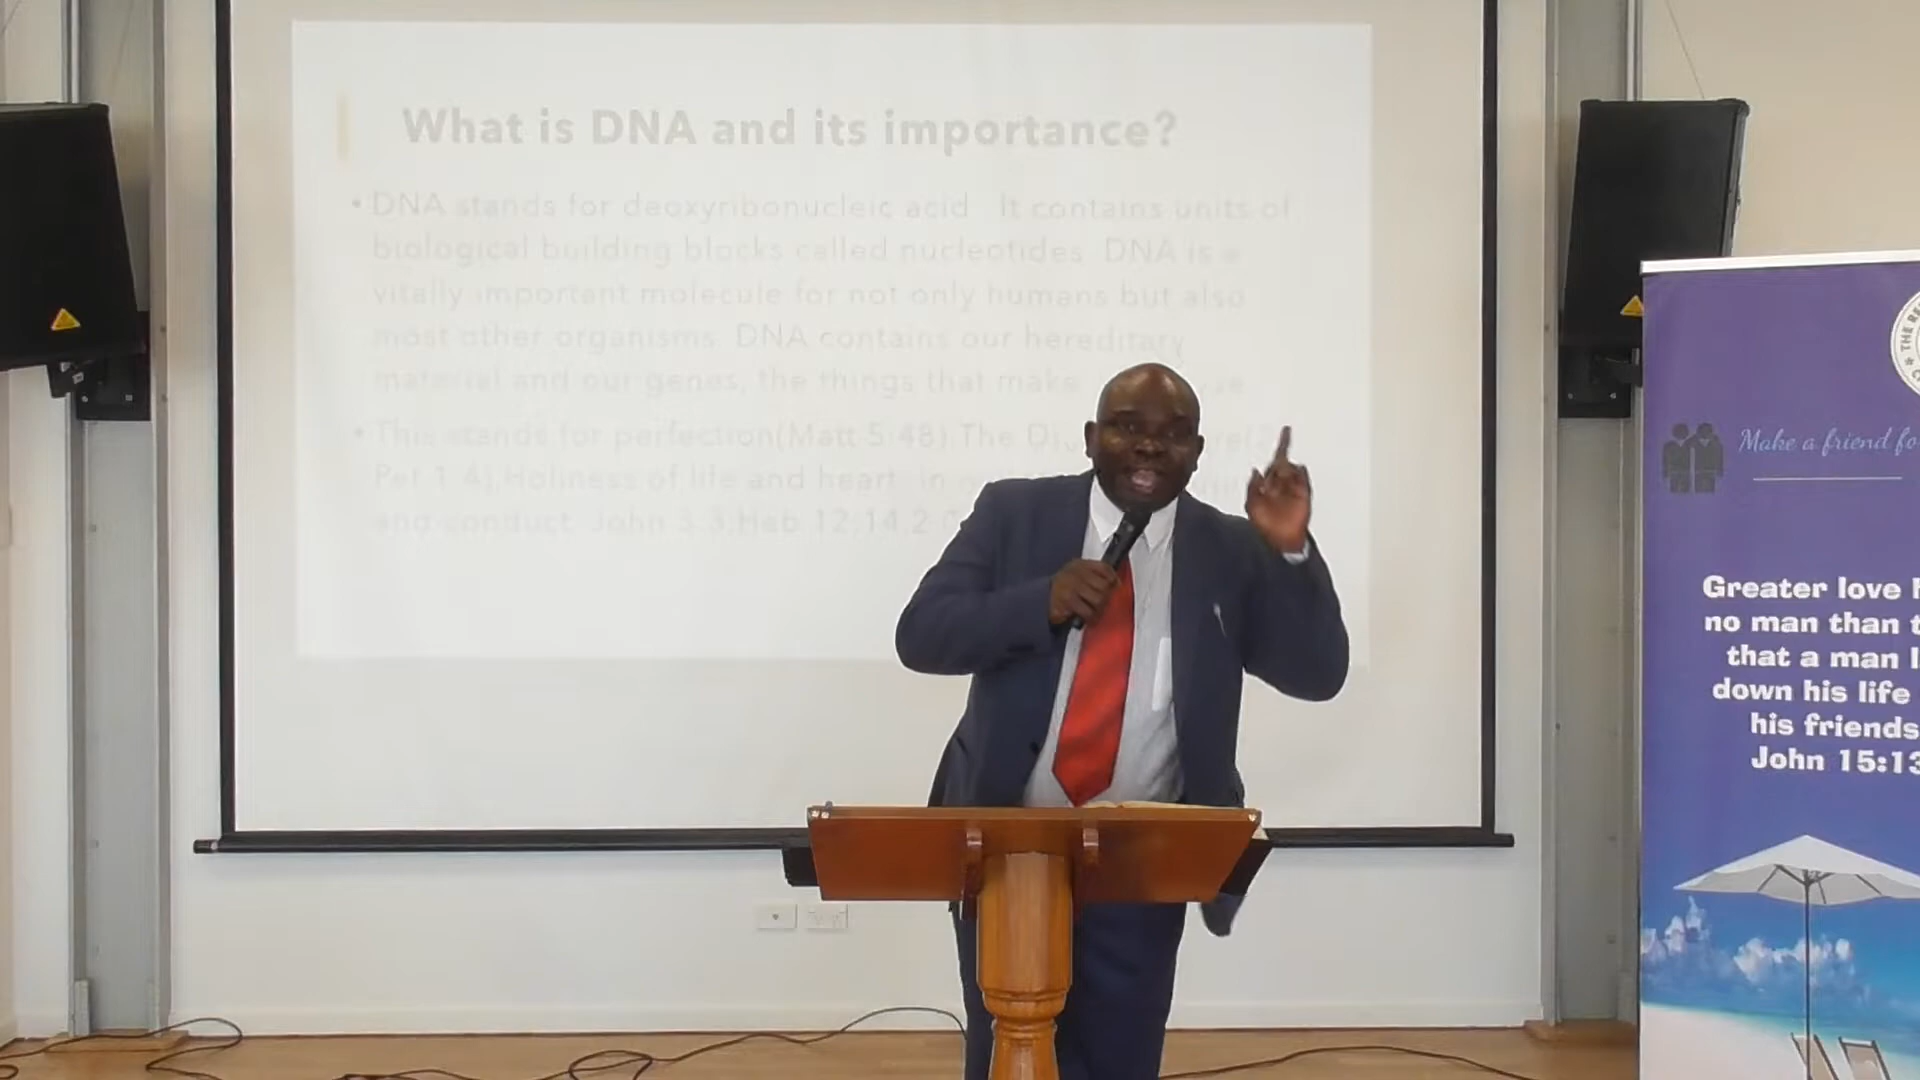 What is DNA and its importance?
• DNA stands for deoxyribonucleic acid It contains units of
biological building blocks called nucleotides DNA is a
vitally important molecule for not only humans but also
most other organisms DNA contains our hereditary
material and our genes, the things that make
• This stands for perfection(Matt 5:48) The
Pet 1:4),Holiness of life and heart in
and conduct John 3:3,Heb 12:14,2
THE
Make a friend fo
Greater love
no man than
that a man
down his life
his friends
John 15:13